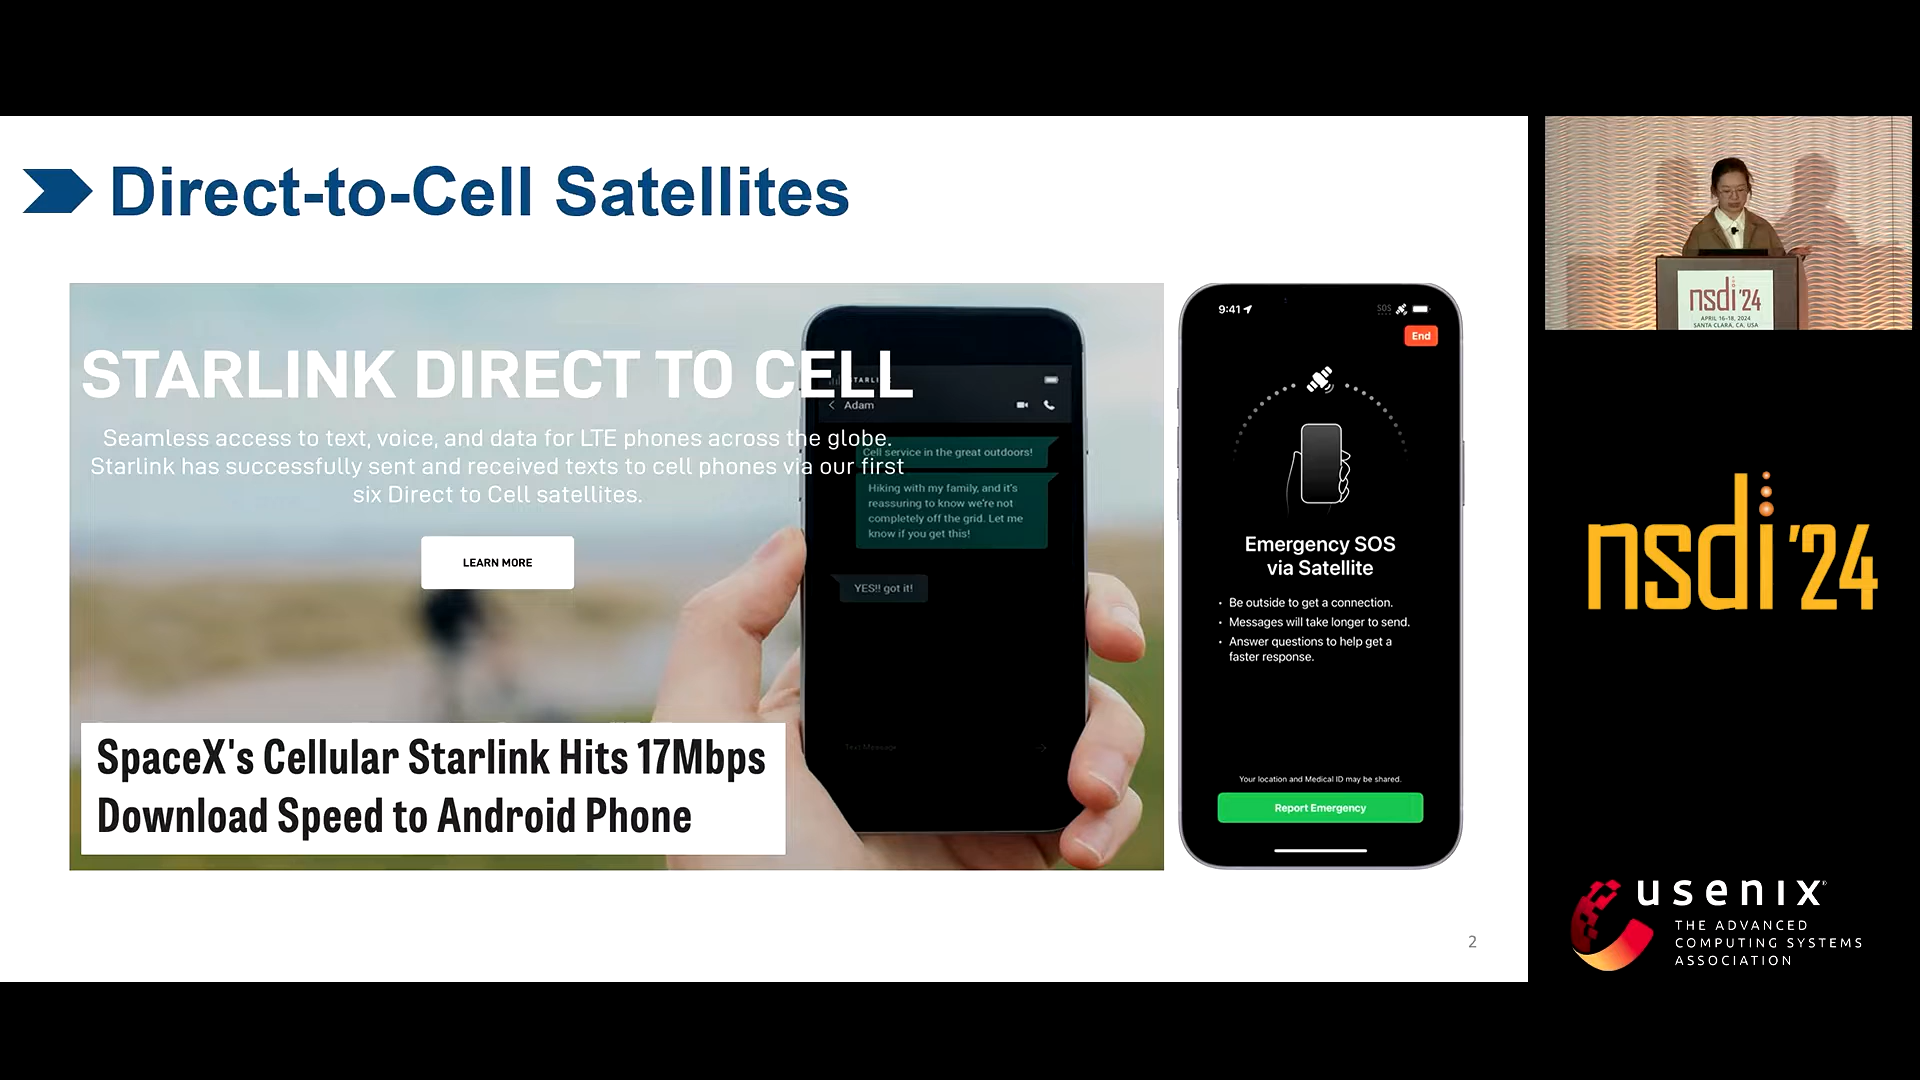 Direct-to-Cell Satellites
STARLINK DIRECT TO CELL
Seamless access to text, voice, and data for LTE phones across the globe.
Starlink has successfully sent and received texts to cell phones via our first
six Direct to Cell satellites.
LEARN MORE
Adam
Cell service in the great outdoors!
Hiking with my family, and it's
reassuring to know we're not
completely off the grid. Let me
know if you get this!
YES!! got it!
Text Message
SpaceX's Cellular Starlink Hits 17Mbps
Download Speed to Android Phone
9:41
SOS
End
Emergency SOS
via Satellite
• Be outside to get a connection.
• Messages will take longer to send.
• Answer questions to help get a
faster response.
Your location and Medical ID may be shared.
Report Emergency
2
nsdi '24
APRIL 16–18, 2024
SANTA CLARA, CA, USA
nsdi '24
usenix
THE ADVANCED
COMPUTING SYSTEMS
ASSOCIATION